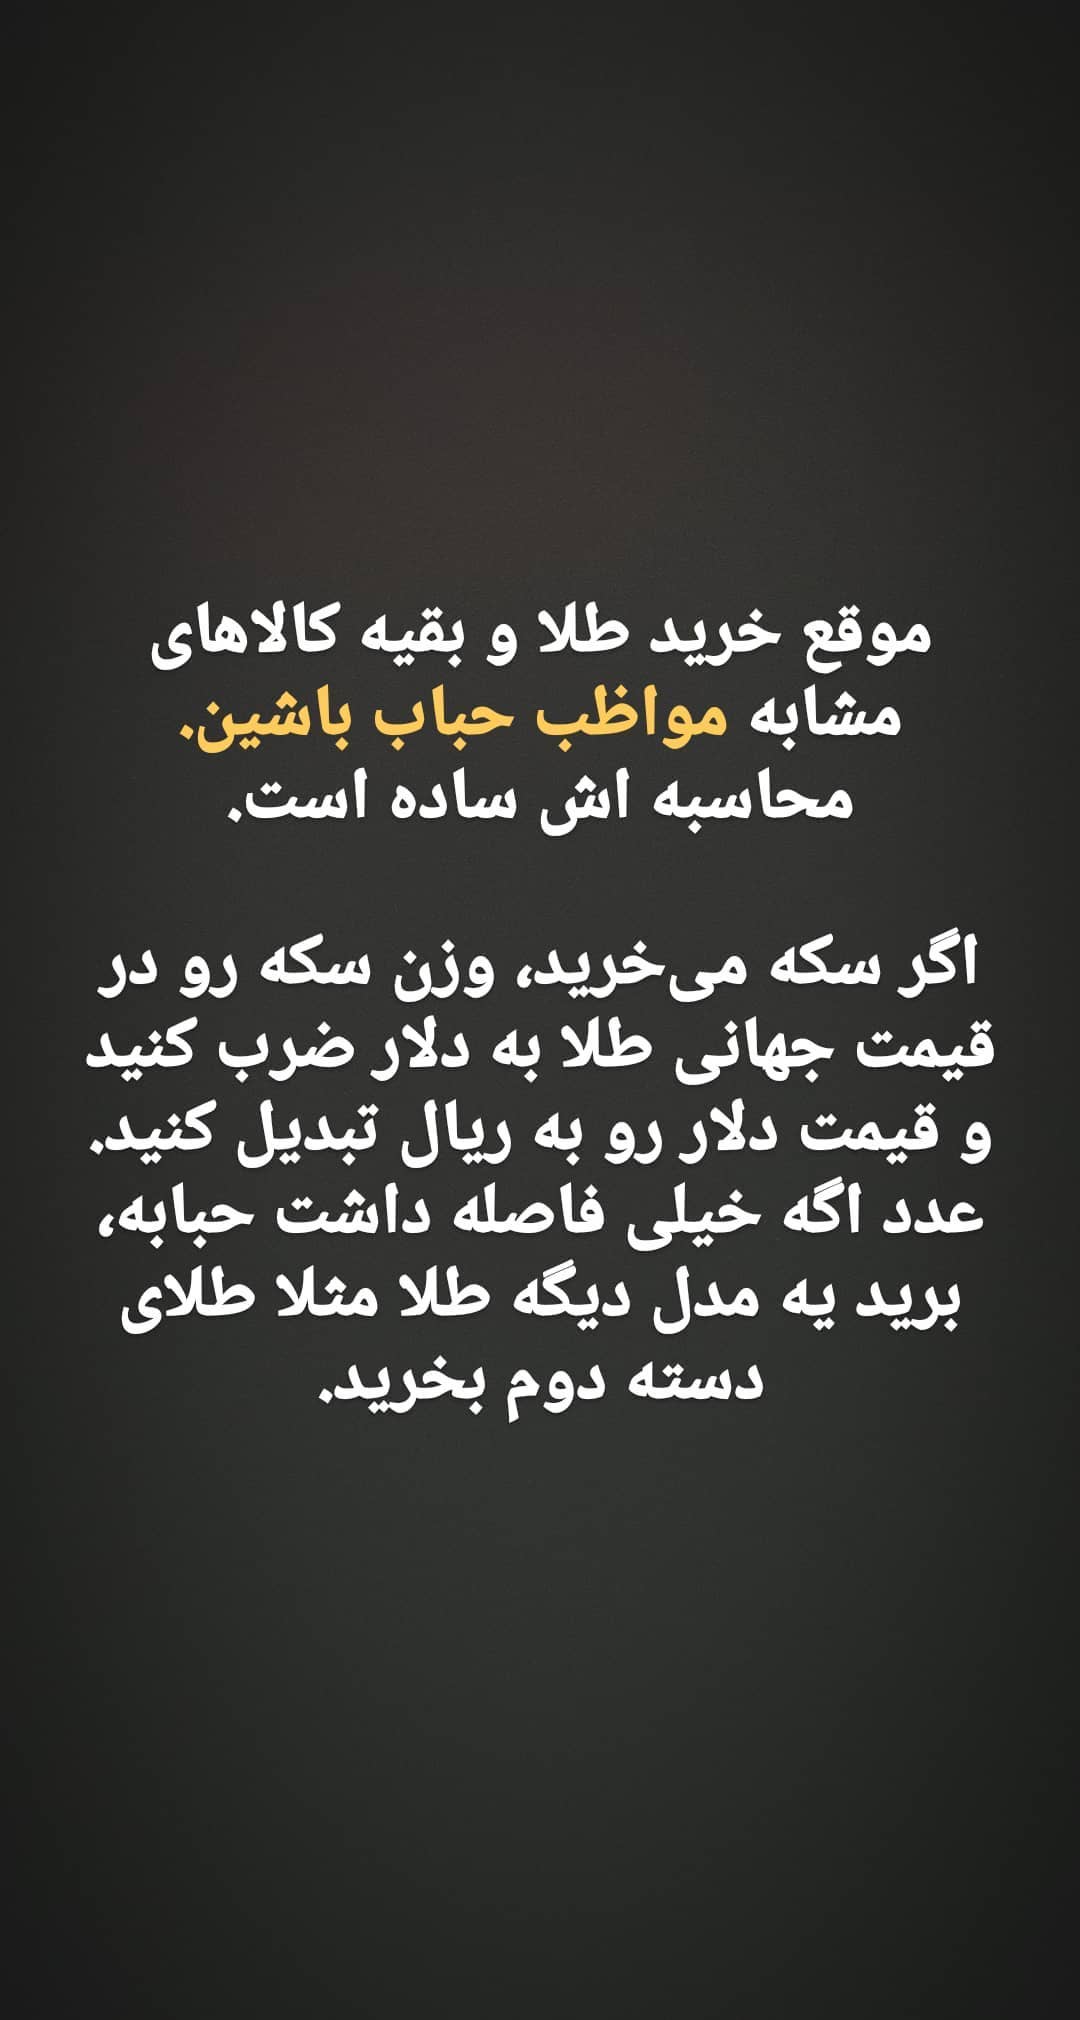 موقع خرید طلا و بقیه کالاهای
مشابه مواظب حباب باشین.
محاسبه اش ساده است.
اگر سکه می‌خرید، وزن سکه رو در
قیمت جهانی طلا به دلار ضرب کنید
و قیمت دلار رو به ریال تبدیل کنید.
عدد اگه خیلی فاصله داشت حبابه،
برید یه مدل دیگه طلا مثلا طلای
دسته دوم بخرید.